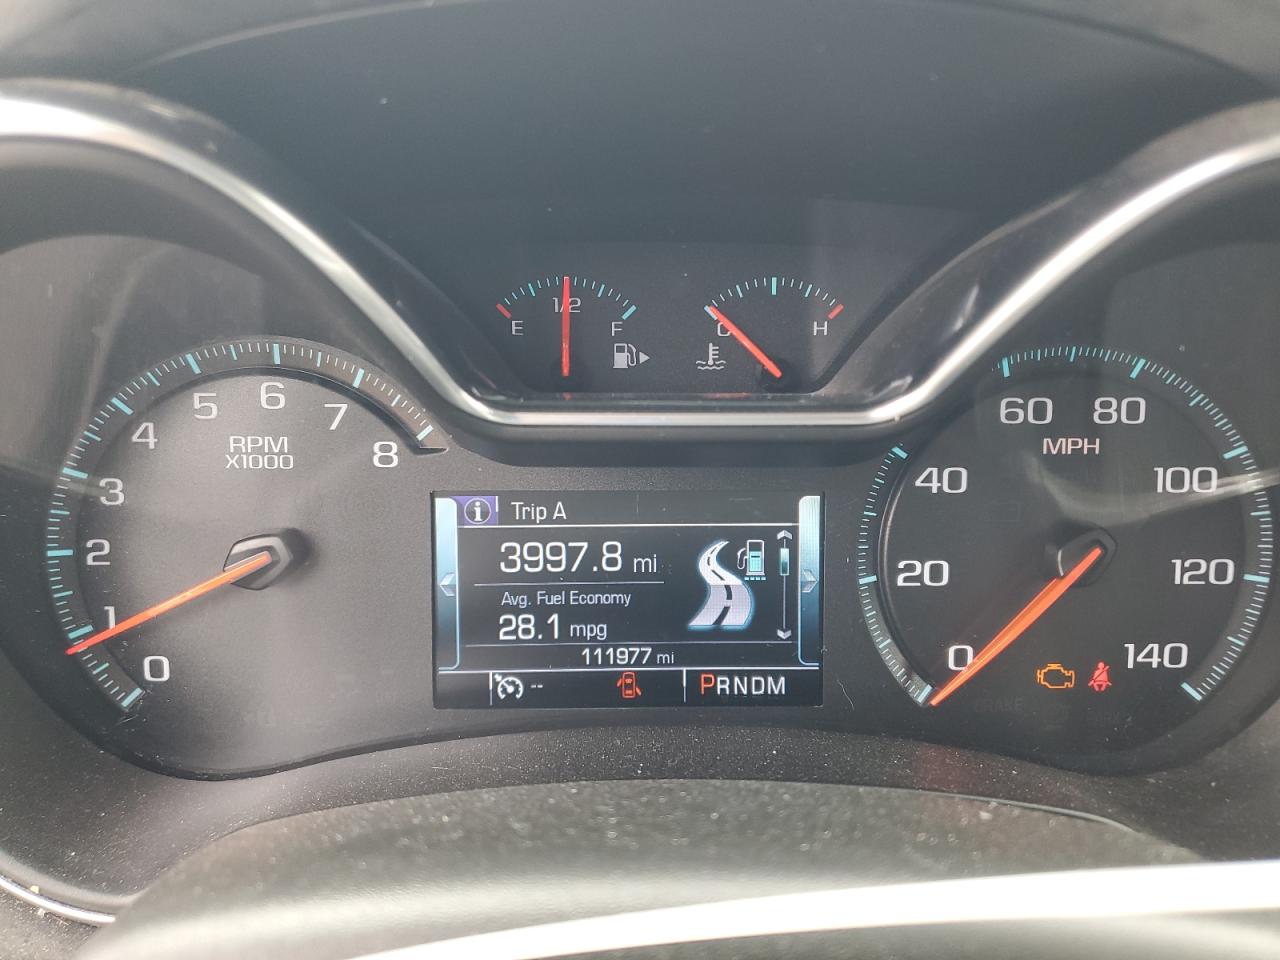 1/2
E F
C H
0 1 2 3 4 5 6 7 8
RPM
X1000
i Trip A
3997.8 mi
Avg. Fuel Economy
28.1 mpg
111977 mi
-- PRNDM
0 20 40 60 80 100 120 140
MPH
BRAKE